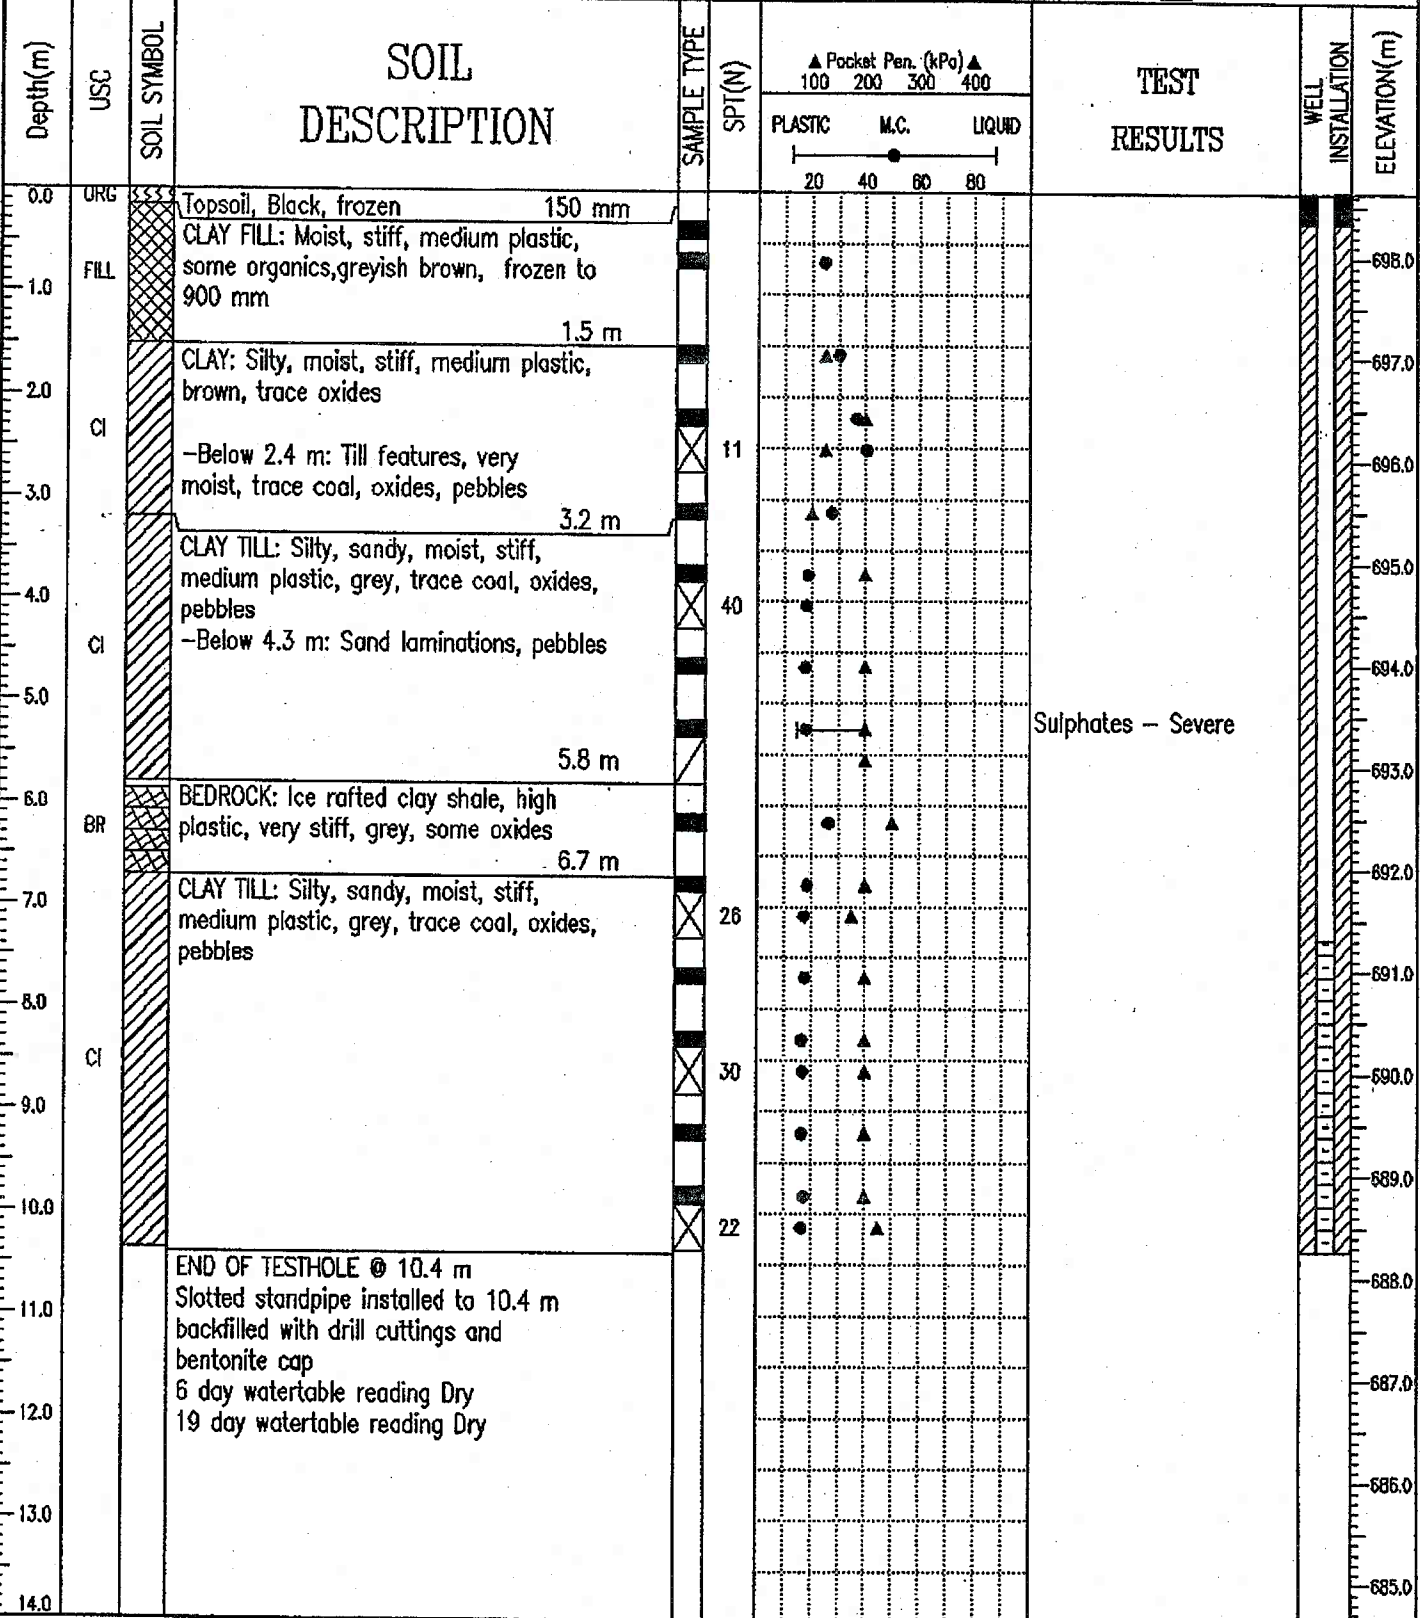 Depth(m)
USC
SOIL SYMBOL
SOIL
DESCRIPTION
SAMPLE TYPE
SPT(N)
▲ Pocket Pen. (kPa) ▲
100 200 300 400
PLASTIC M.C. LIQUID
20 40 60 80
TEST
RESULTS
WELL
INSTALLATION
ELEVATION(m)
0.0
1.0
2.0
3.0
4.0
5.0
6.0
7.0
8.0
9.0
10.0
11.0
12.0
13.0
14.0
ORG
FILL
CI
CI
BR
CI
Topsoil, Black, frozen 150 mm
CLAY FILL: Moist, stiff, medium plastic,
some organics,greyish brown, frozen to
900 mm
1.5 m
CLAY: Silty, moist, stiff, medium plastic,
brown, trace oxides
-Below 2.4 m: Till features, very
moist, trace coal, oxides, pebbles
3.2 m
CLAY TILL: Silty, sandy, moist, stiff,
medium plastic, grey, trace coal, oxides,
pebbles
-Below 4.3 m: Sand laminations, pebbles
5.8 m
BEDROCK: Ice rafted clay shale, high
plastic, very stiff, grey, some oxides
6.7 m
CLAY TILL: Silty, sandy, moist, stiff,
medium plastic, grey, trace coal, oxides,
pebbles
END OF TESTHOLE @ 10.4 m
Slotted standpipe installed to 10.4 m
backfilled with drill cuttings and
bentonite cap
6 day watertable reading Dry
19 day watertable reading Dry
11
40
26
30
22
Sulphates - Severe
698.0
697.0
696.0
695.0
694.0
693.0
692.0
691.0
690.0
689.0
688.0
687.0
686.0
685.0